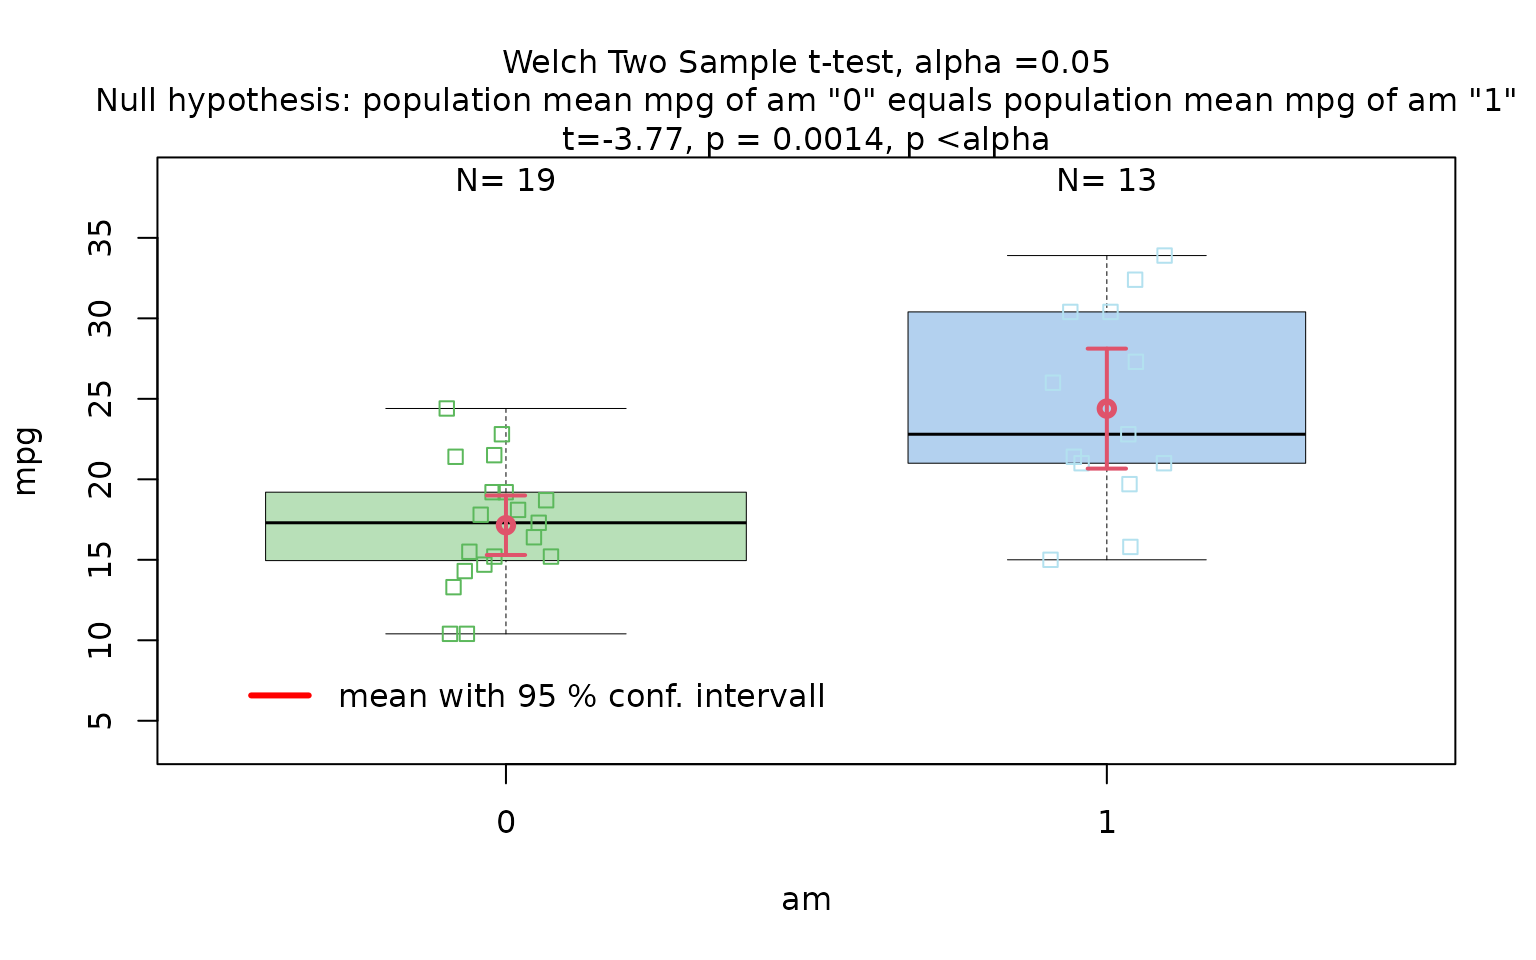 Welch Two Sample t-test, alpha =0.05
Null hypothesis: population mean mpg of am "0" equals population mean mpg of am "1"
t=-3.77, p = 0.0014, p <alpha
N= 19
N= 13
35
30
25
20
15
10
5
mpg
mean with 95 % conf. intervall
0
1
am